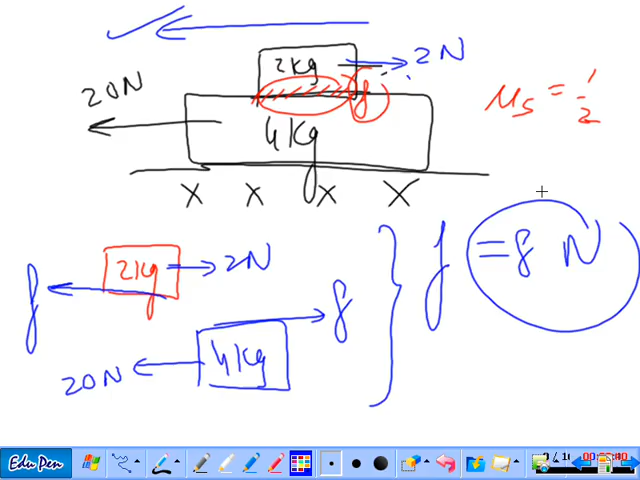 2Kg
2N
20N
f
4Kg
μs = 1/2
x x x x
2Kg
2N
f
f = 8 N
4Kg
f
20N
Edu Pen